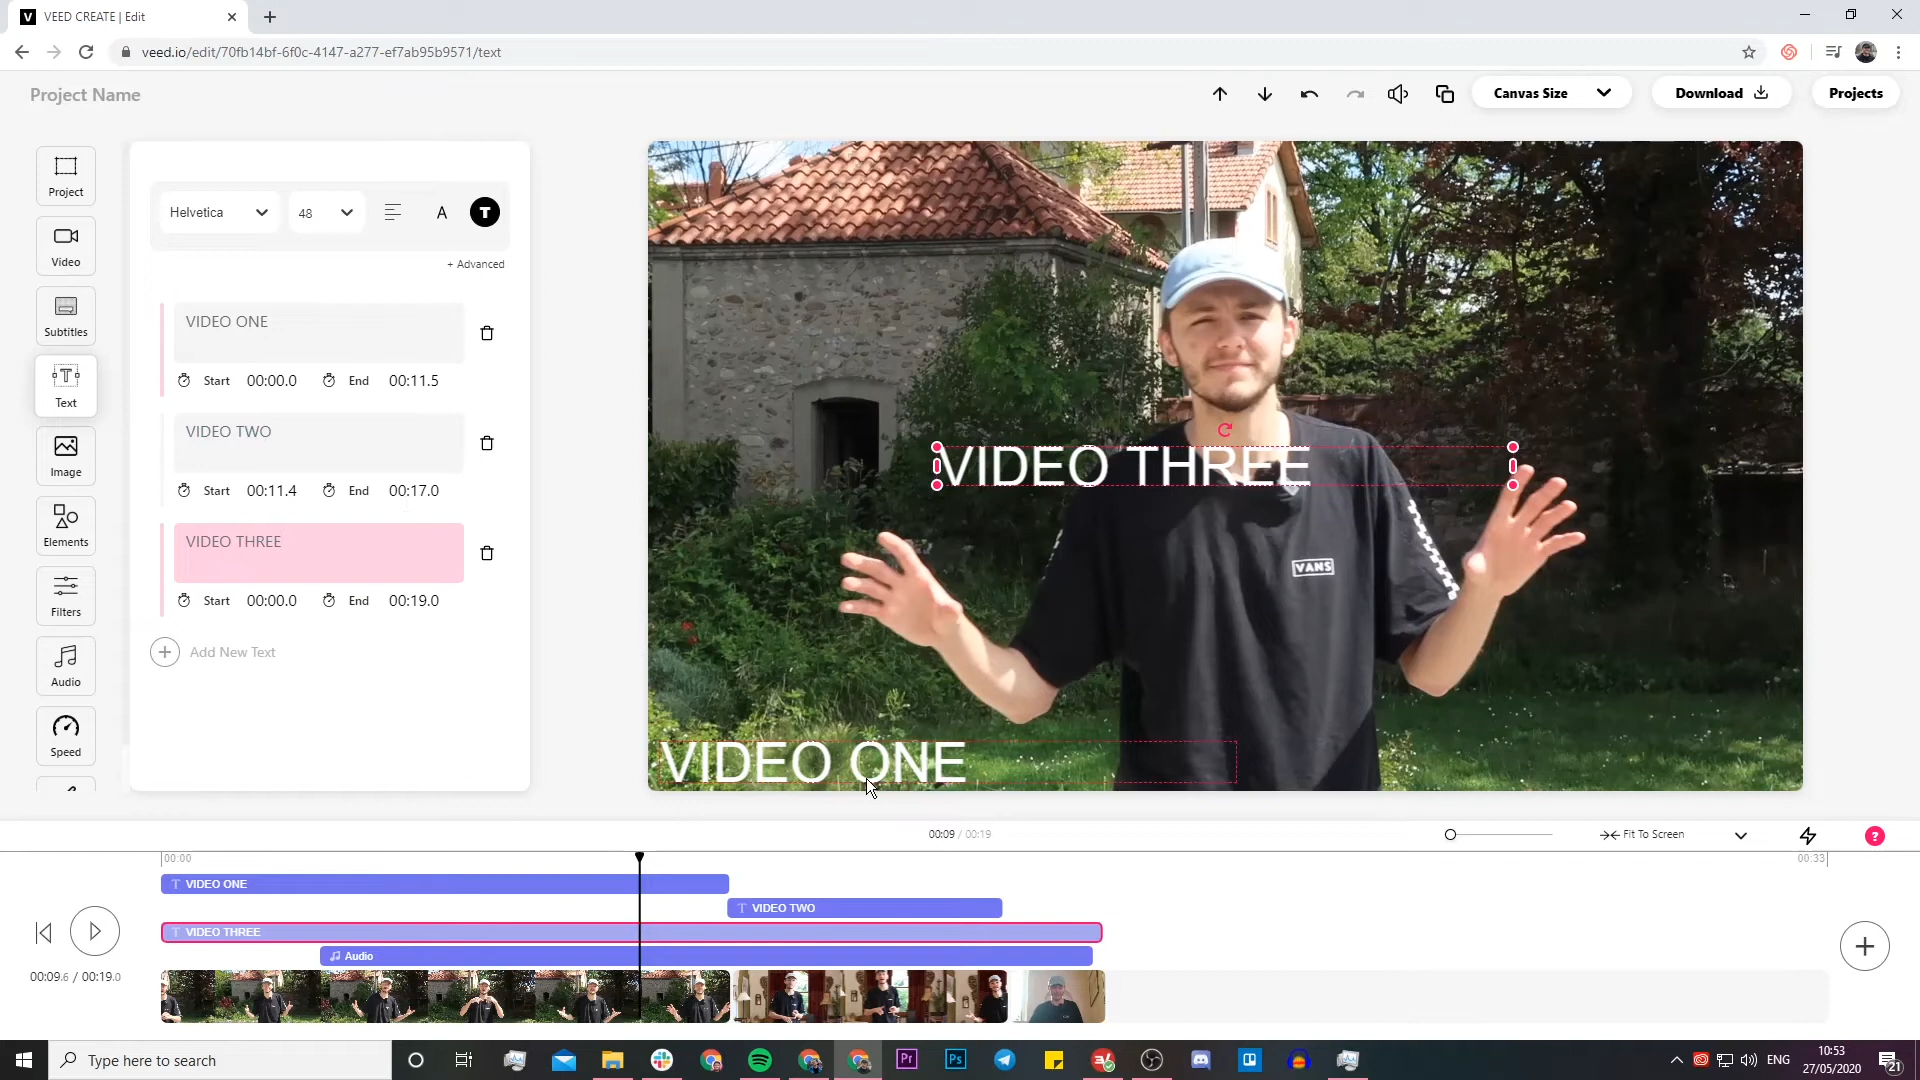 VEED CREATE | Edit
veed.io/edit/70fb14bf-6f0c-4147-a277-ef7ab95b9571/text
Project Name
Canvas Size
Download
Projects
Project
Video
Subtitles
Text
Image
Elements
Filters
Audio
Speed
Helvetica
48
A
T
+ Advanced
VIDEO ONE
Start 00:00.0 End 00:11.5
VIDEO TWO
Start 00:11.4 End 00:17.0
VIDEO THREE
Start 00:00.0 End 00:19.0
Add New Text
VIDEO THREE
VANS
VIDEO ONE
00:09 / 00:19
Fit To Screen
?
00:00
00:33
T VIDEO ONE
T VIDEO TWO
T VIDEO THREE
Audio
00:09.6 / 00:19.0
Type here to search
Pr
Ps
ENG
10:53
27/05/2020
21